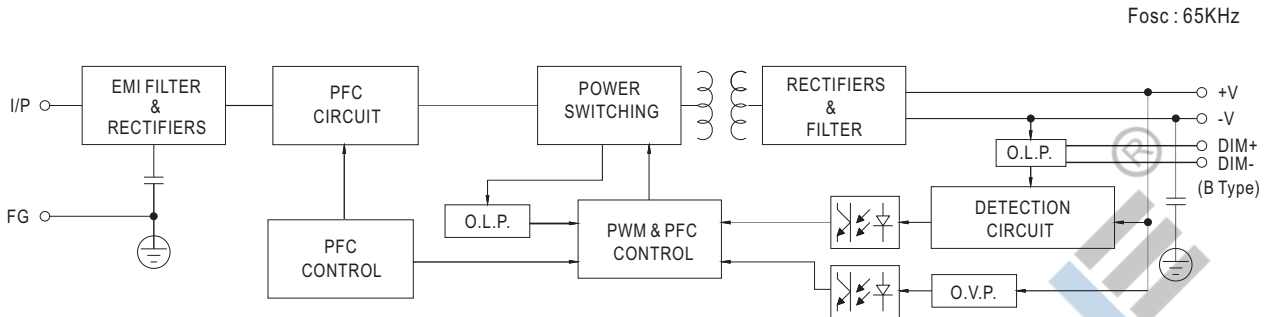 Fosc : 65KHz
I/P
EMI FILTER
&
RECTIFIERS
PFC
CIRCUIT
POWER
SWITCHING
RECTIFIERS
&
FILTER
+V
-V
DIM+
DIM-
(B Type)
O.L.P.
FG
O.L.P.
PFC
CONTROL
PWM & PFC
CONTROL
DETECTION
CIRCUIT
O.V.P.
®